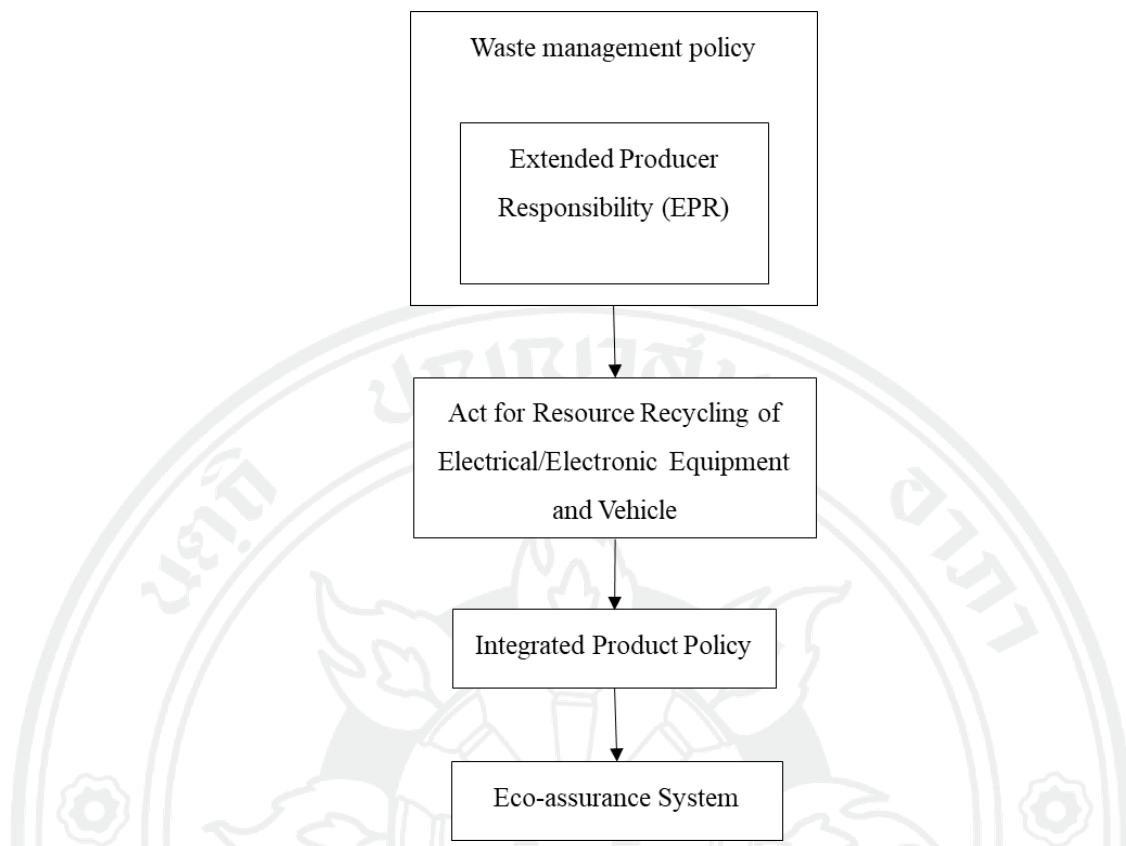 Waste management policy
Extended Producer
Responsibility (EPR)
Act for Resource Recycling of
Electrical/Electronic Equipment
and Vehicle
Integrated Product Policy
Eco-assurance System